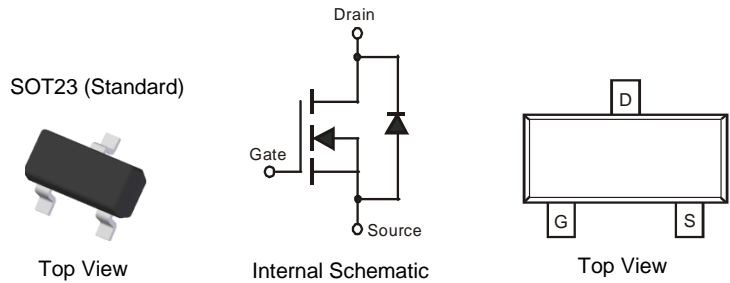 SOT23 (Standard)
Top View
Drain
Gate
Source
Internal Schematic
D
G
S
Top View